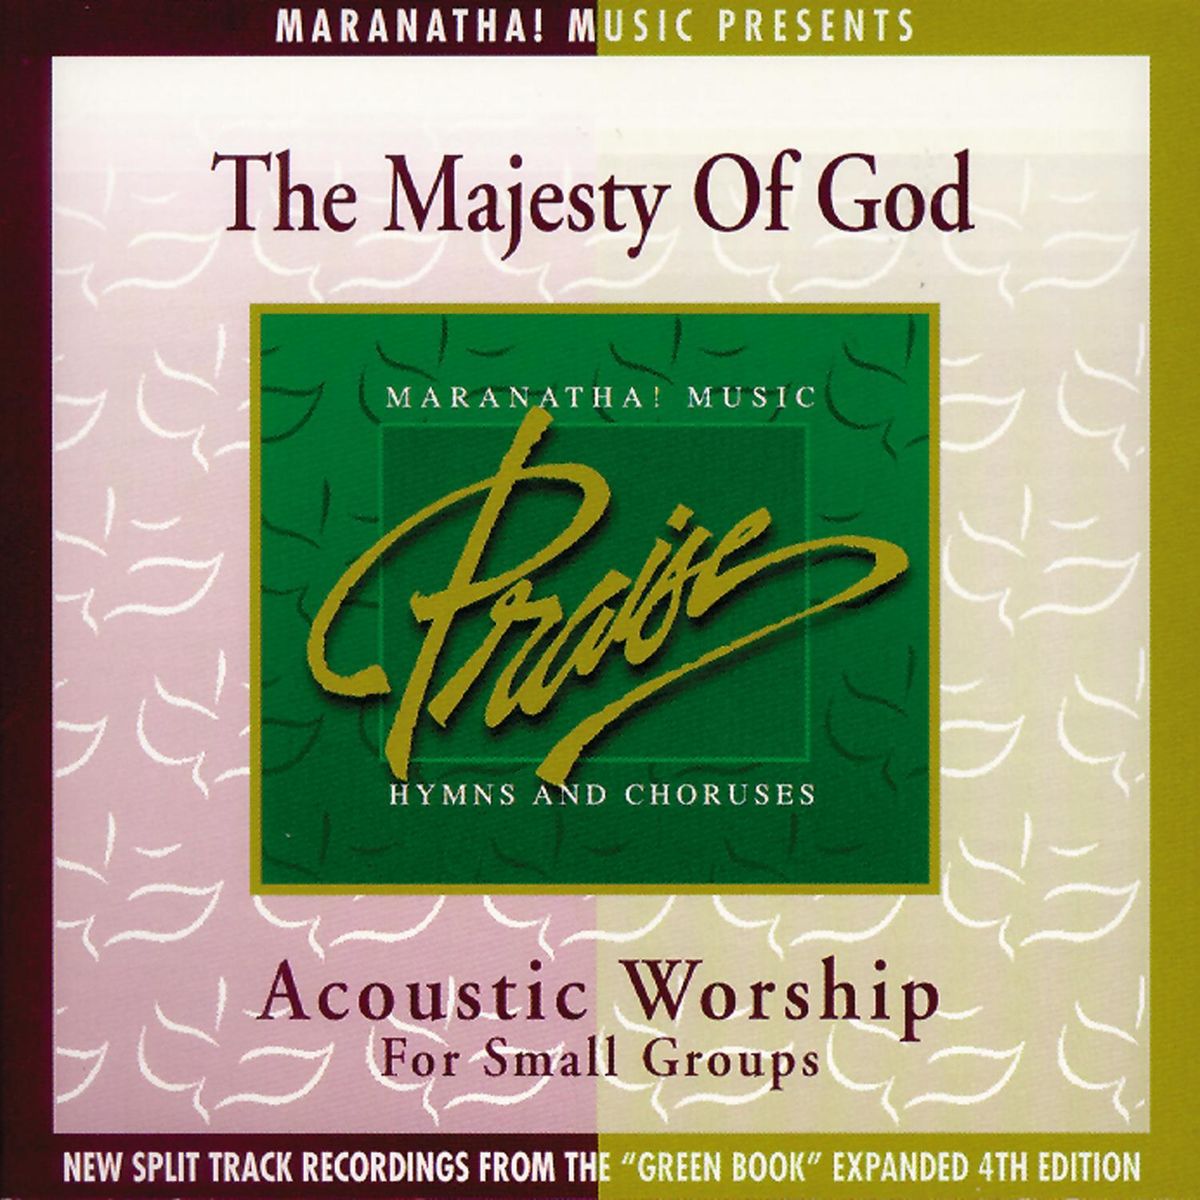 MARANATHA! MUSIC PRESENTS
The Majesty Of God
MARANATHA! MUSIC
Praise
HYMNS AND CHORUSES
Acoustic Worship
For Small Groups
NEW SPLIT TRACK RECORDINGS FROM THE "GREEN BOOK" EXPANDED 4TH EDITION